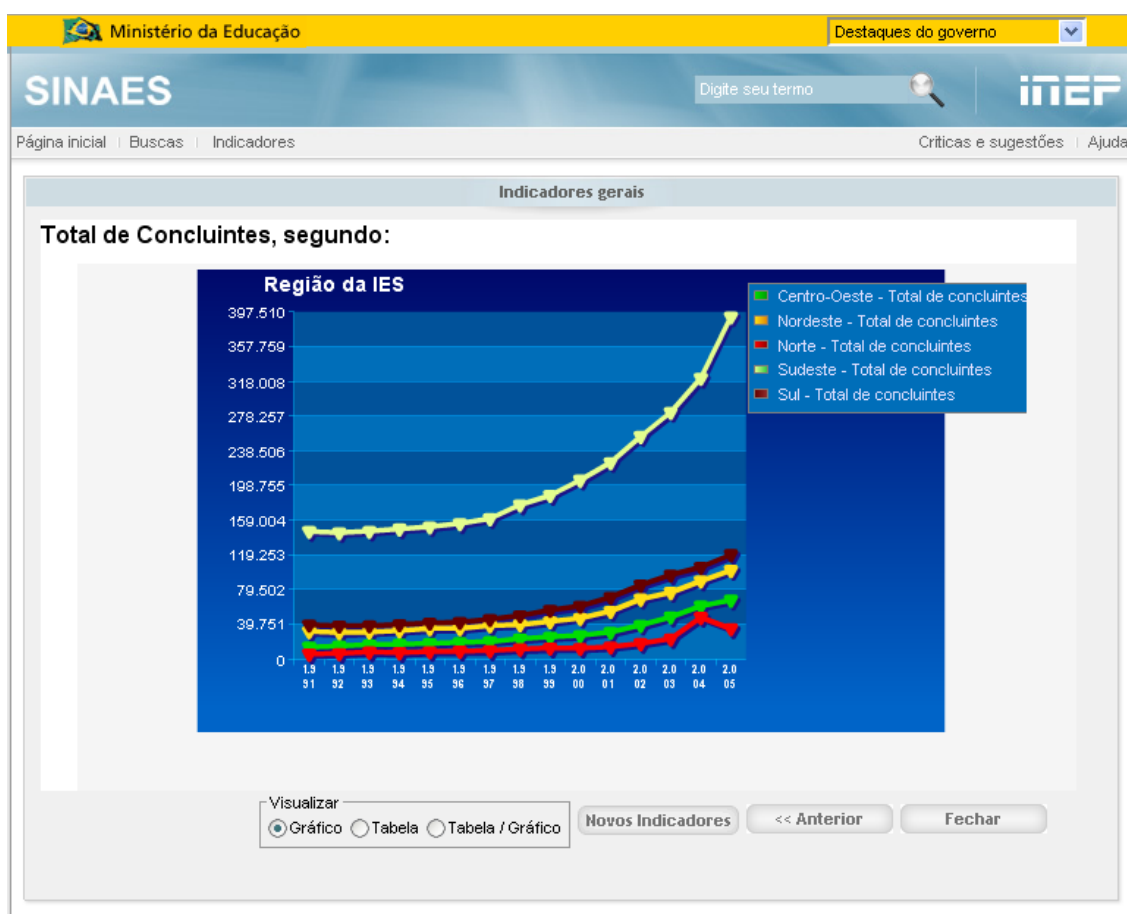 Ministério da Educação
Destaques do governo
SINAES
Digite seu termo
inep
Página inicial | Buscas | Indicadores
Críticas e sugestões | Ajuda
Indicadores gerais
Total de Concluintes, segundo:
Região da IES
397.510
357.759
318.008
278.257
238.506
198.755
159.004
119.253
79.502
39.751
0
1.9 1.9 1.9 1.9 1.9 1.9 1.9 1.9 1.9 2.0 2.0 2.0 2.0 2.0 2.0
91 92 93 94 95 96 97 98 99 00 01 02 03 04 05
Centro-Oeste - Total de concluintes
Nordeste - Total de concluintes
Norte - Total de concluintes
Sudeste - Total de concluintes
Sul - Total de concluintes
Visualizar
Gráfico Tabela Tabela / Gráfico
Novos Indicadores
<< Anterior
Fechar